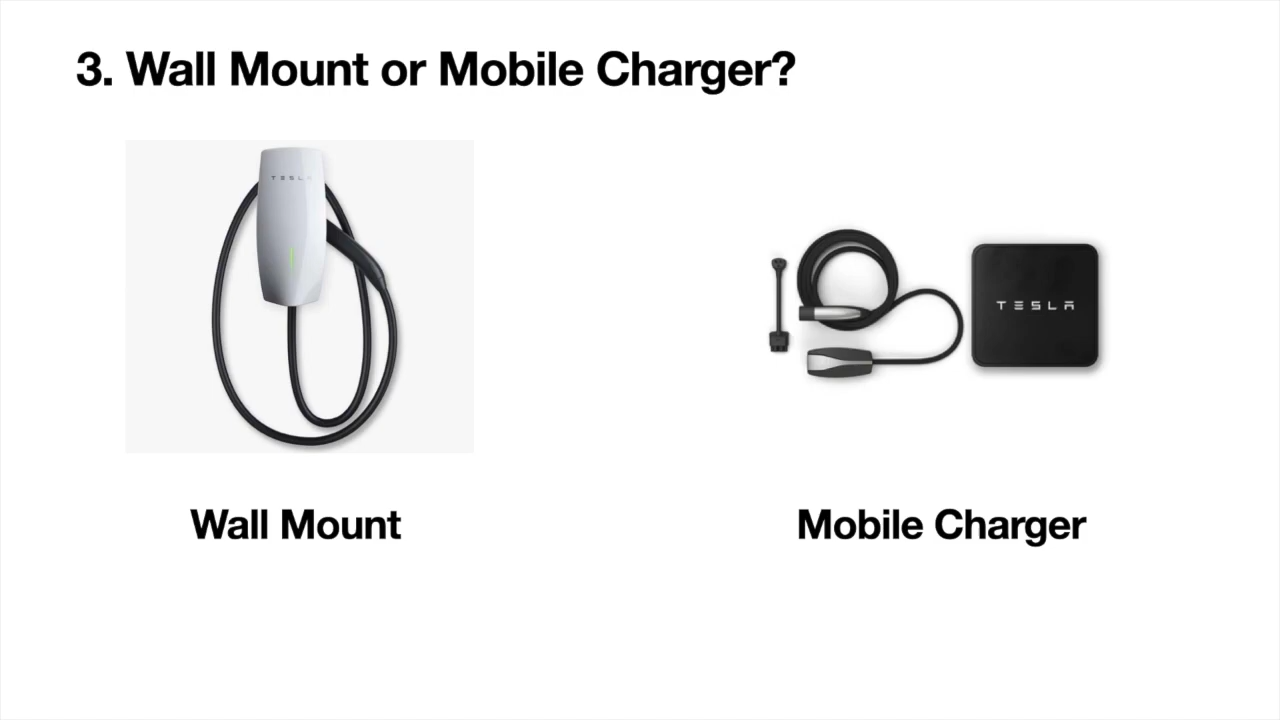 3. Wall Mount or Mobile Charger?
TESLA
TESLA
Wall Mount
Mobile Charger